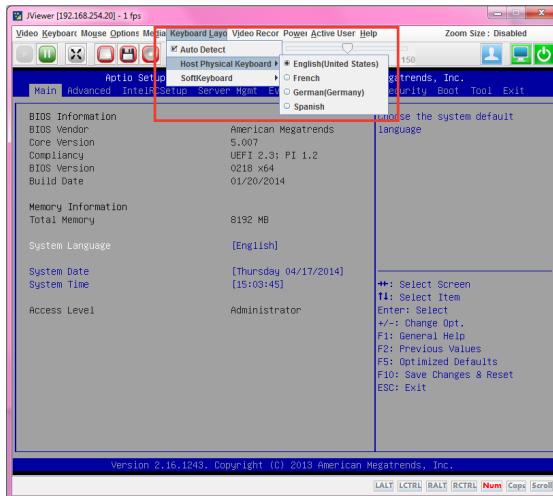 JViewer [192.168.254.20] - 1 fps
Video Keyboard Mouse Options Media Keyboard Layo Video Recor Power Active User Help Zoom Size : Disabled
Auto Detect
150
Host Physical Keyboard English(United States)
SoftKeyboard French
German(Germany)
Spanish
Aptio Setup egatrends, Inc.
Main Advanced IntelRCSetup Server Mgmt Ev ecurity Boot Tool Exit
BIOS Information Choose the system default
BIOS Vendor American Megatrends language
Core Version 5.007
Compliancy UEFI 2.3; PI 1.2
BIOS Version 0218 x64
Build Date 01/20/2014
Memory Information
Total Memory 8192 MB
System Language [English]
System Date [Thursday 04/17/2014]
System Time [15:03:45]
Access Level Administrator
→←: Select Screen
↑↓: Select Item
Enter: Select
+/-: Change Opt.
F1: General Help
F2: Previous Values
F5: Optimized Defaults
F10: Save Changes & Reset
ESC: Exit
Version 2.16.1243. Copyright (C) 2013 American Megatrends, Inc.
LALT LCTRL RALT RCTRL Num Caps Scroll